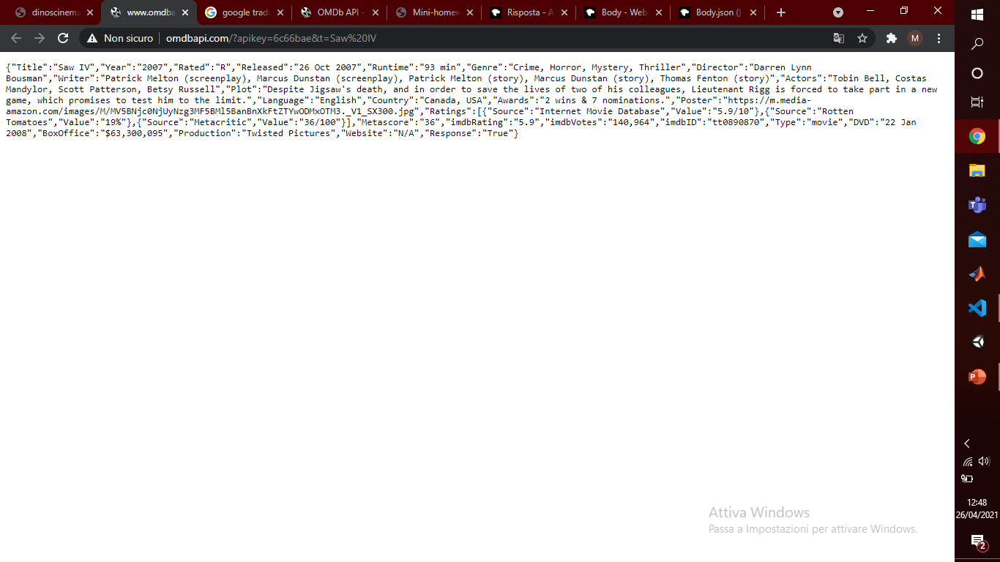 dinoscinema
www.omdba
google tradu
OMDb API -
Mini-homew
Risposta - A
Body - Web
Body.json ()
Non sicuro
omdbapi.com/?apikey=6c66bae&t=Saw%20IV
M
{"Title":"Saw IV","Year":"2007","Rated":"R","Released":"26 Oct 2007","Runtime":"93 min","Genre":"Crime, Horror, Mystery, Thriller","Director":"Darren Lynn
Bousman","Writer":"Patrick Melton (screenplay), Marcus Dunstan (screenplay), Patrick Melton (story), Marcus Dunstan (story), Thomas Fenton (story)","Actors":"Tobin Bell, Costas
Mandylor, Scott Patterson, Betsy Russell","Plot":"Despite Jigsaw's death, and in order to save the lives of two of his colleagues, Lieutenant Rigg is forced to take part in a new
game, which promises to test him to the limit.","Language":"English","Country":"Canada, USA","Awards":"2 wins & 7 nominations.","Poster":"https://m.media-
amazon.com/images/M/MV5BNjc0NjUyNzg3MF5BMl5BanBnXkFtZTYwODMxOTM3._V1_SX300.jpg","Ratings":[{"Source":"Internet Movie Database","Value":"5.9/10"},{"Source":"Rotten
Tomatoes","Value":"19%"},{"Source":"Metacritic","Value":"36/100"}],"Metascore":"36","imdbRating":"5.9","imdbVotes":"140,964","imdbID":"tt0890870","Type":"movie","DVD":"22 Jan
2008","BoxOffice":"$63,300,095","Production":"Twisted Pictures","Website":"N/A","Response":"True"}
Attiva Windows
Passa a Impostazioni per attivare Windows.
12:48
26/04/2021
2